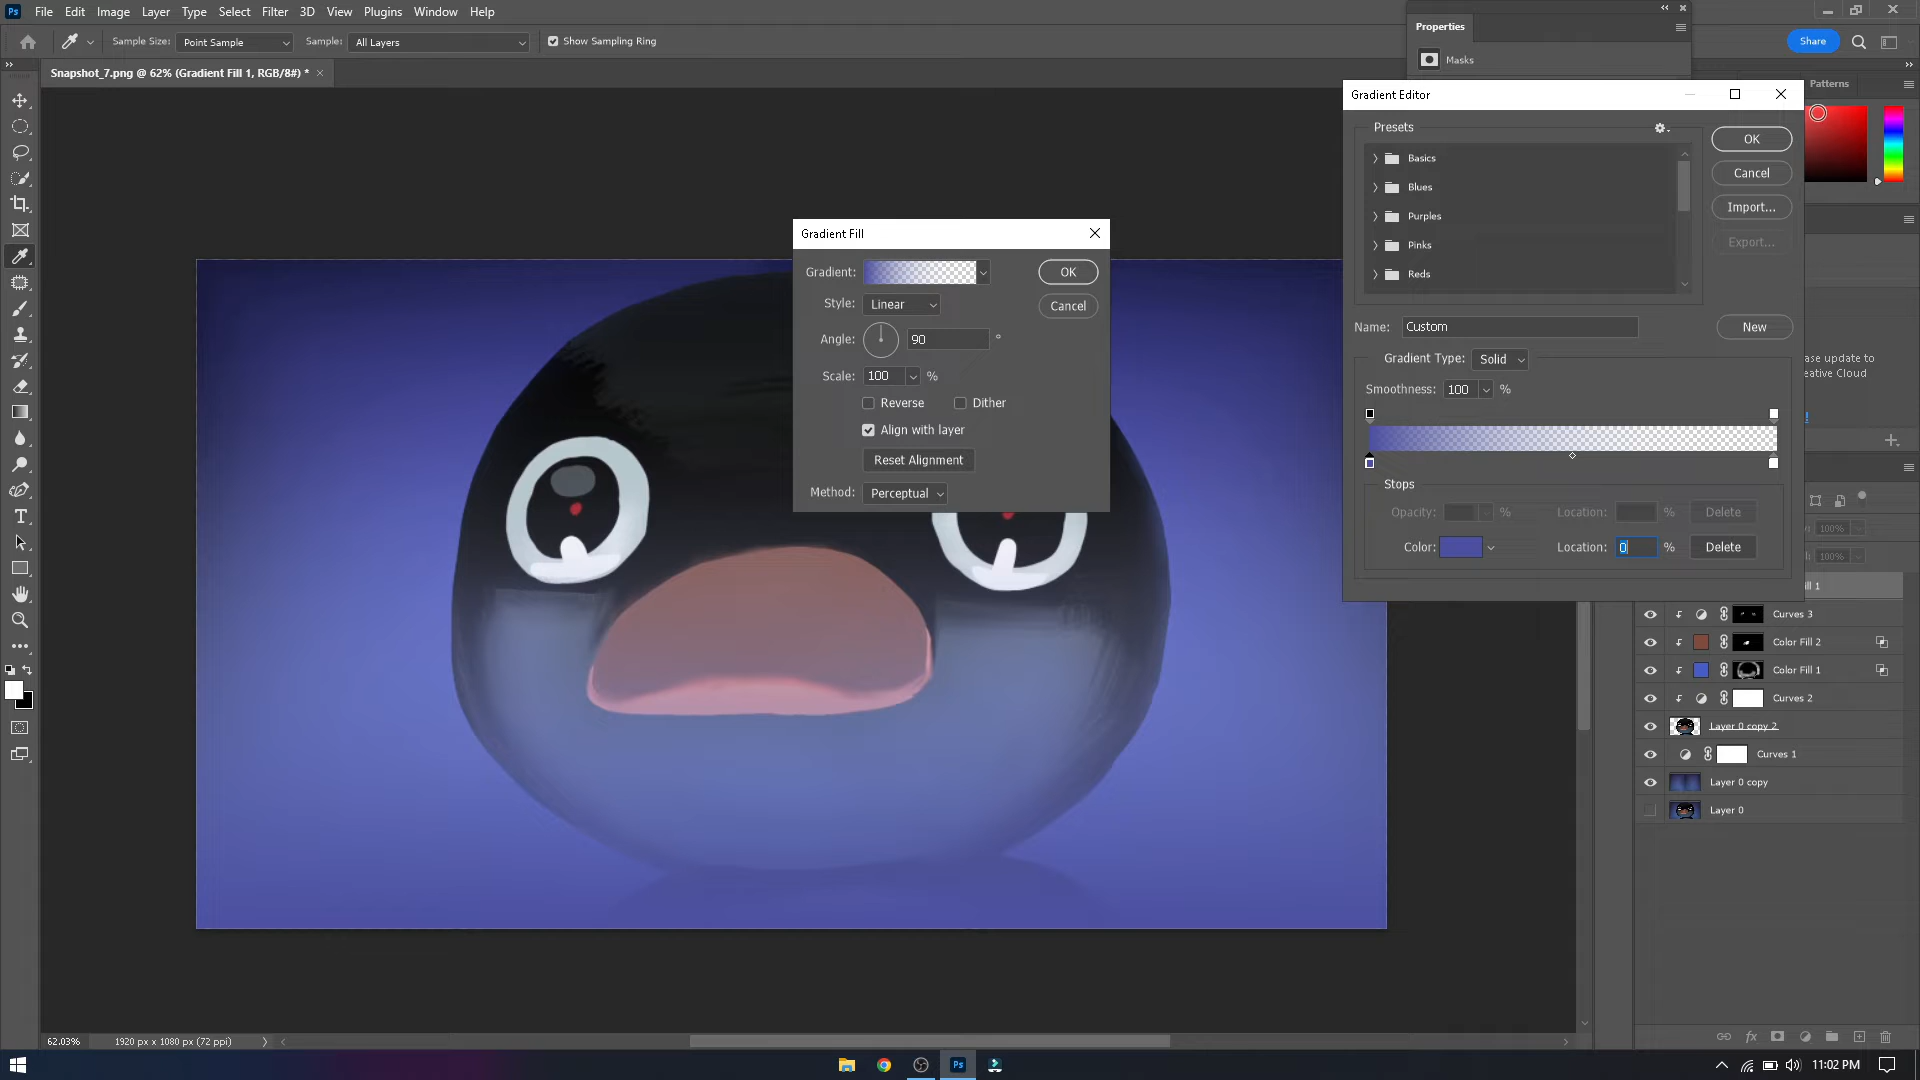 Ps File Edit Image Layer Type Select Filter 3D View Plugins Window Help
Sample Size: Point Sample Sample: All Layers Show Sampling Ring
Share
Properties
Masks
Snapshot_7.png @ 62% (Gradient Fill 1, RGB/8#) *
Patterns
Gradient Editor
Presets
Basics
Blues
Purples
Pinks
Reds
OK
Cancel
Import...
Export...
Name: Custom
New
Gradient Type: Solid
Smoothness: 100 %
Stops
Opacity: % Location: % Delete
Color: Location: 0 % Delete
Gradient Fill
Gradient:
OK
Style: Linear
Cancel
Angle: 90 °
Scale: 100 %
Reverse Dither
Align with layer
Reset Alignment
Method: Perceptual
ase update to
reative Cloud
100%
100%
ill 1
Curves 3
Color Fill 2
Color Fill 1
Curves 2
Layer 0 copy 2
Curves 1
Layer 0 copy
Layer 0
fx
62.03% 1920 px x 1080 px (72 ppi)
Ps
11:02 PM